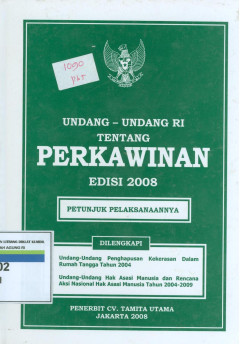 1090
UNDANG - UNDANG RI
TENTANG
PERKAWINAN
EDISI 2008
PETUNJUK PELAKSANAANNYA
DILENGKAPI
Undang-Undang Penghapusan Kekerasan Dalam
Rumah Tangga Tahun 2004
Undang-Undang Hak Asasi Manusia dan Rencana
Aksi Nasional Hak Asasi Manusia Tahun 2004-2009
PENERBIT CV. TAMITA UTAMA
JAKARTA 2008
02